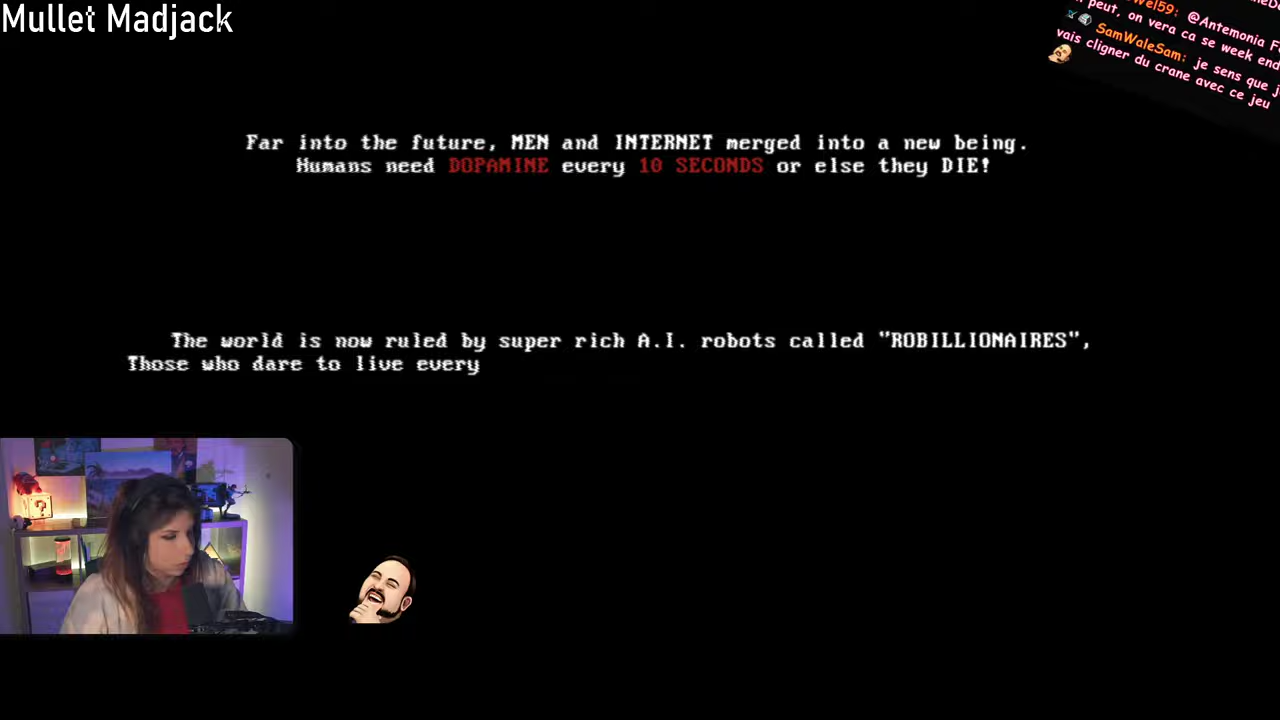 Mullet Madjack
@Antemonia
peut, on vera ca se week end
SamWaleSam: je sens que
vais cligner du crane avec ce jeu
Far into the future, MEN and INTERNET merged into a new being.
Humans need DOPAMINE every 10 SECONDS or else they DIE!
The world is now ruled by super rich A.I. robots called "ROBILLIONAIRES",
Those who dare to live every